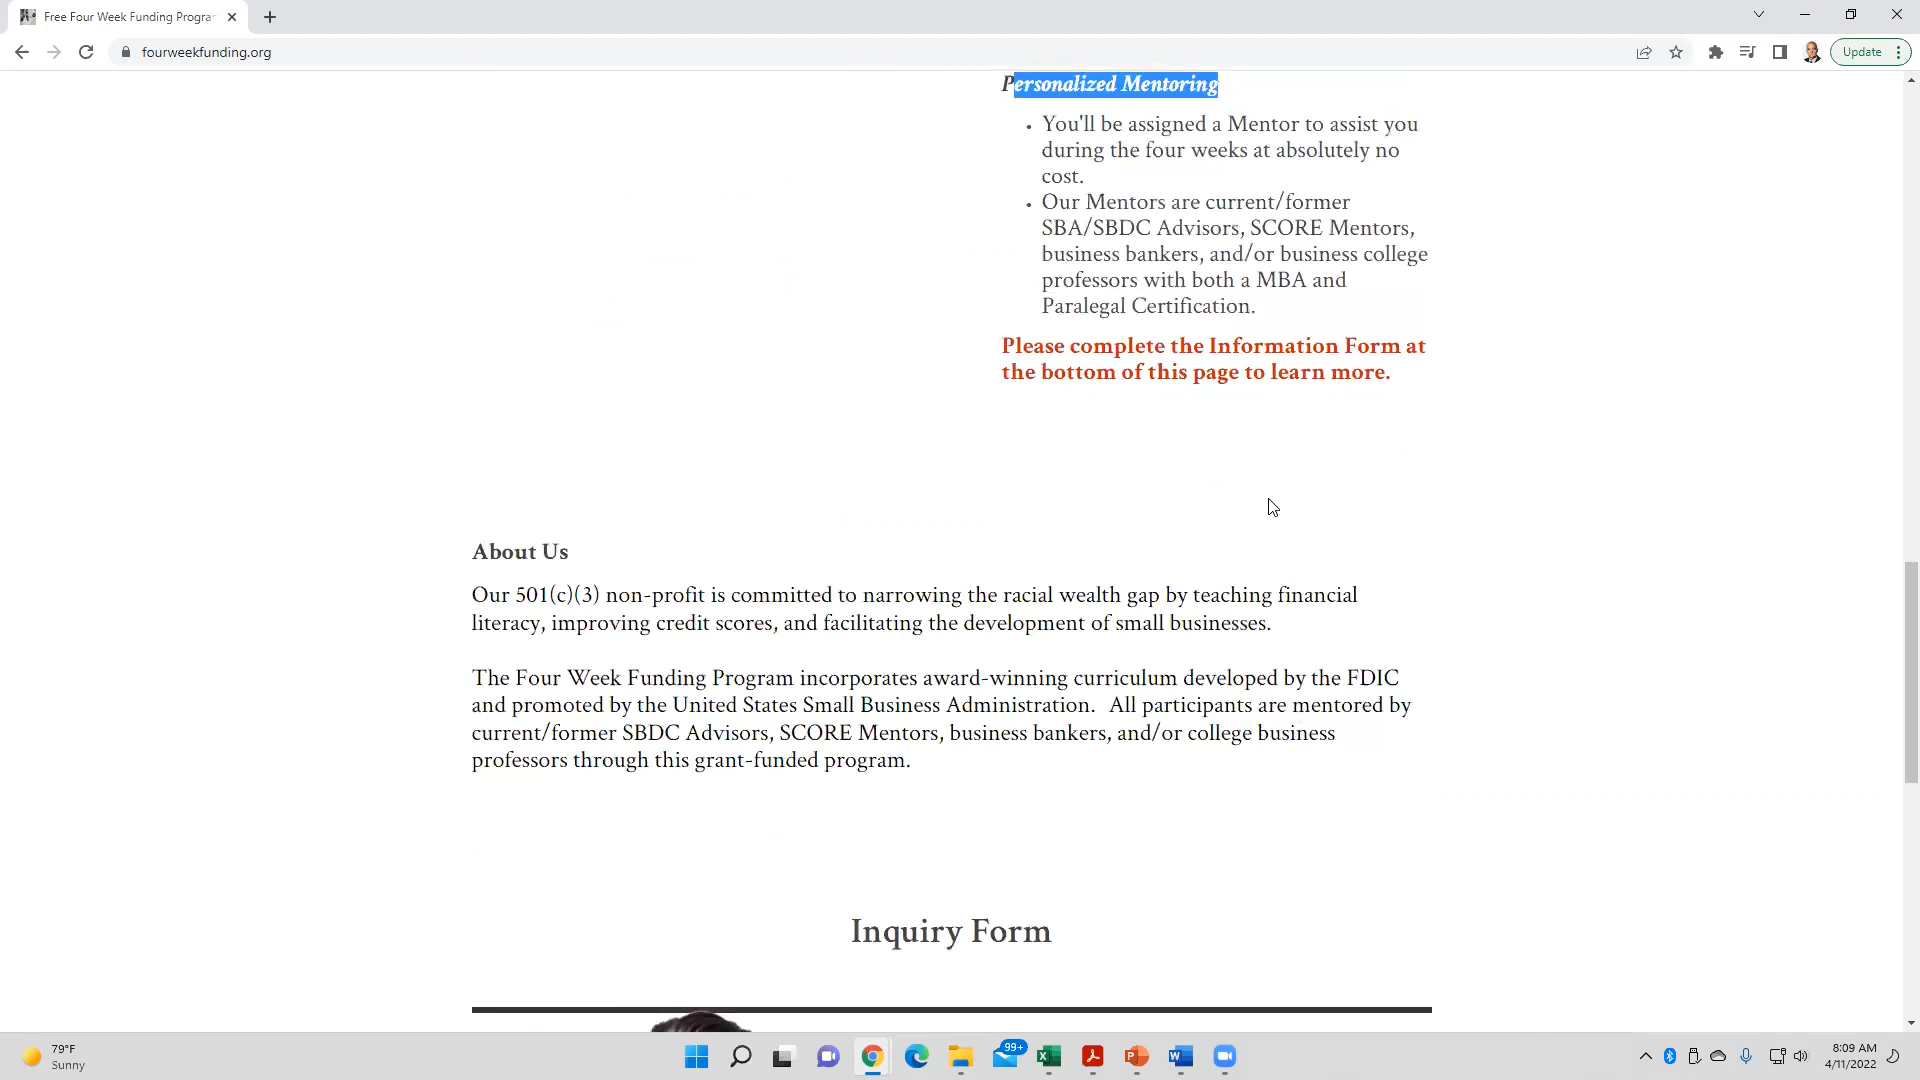 Free Four Week Funding Progra
fourweekfunding.org
Update
Personalized Mentoring
• You'll be assigned a Mentor to assist you
during the four weeks at absolutely no
cost.
• Our Mentors are current/former
SBA/SBDC Advisors, SCORE Mentors,
business bankers, and/or business college
professors with both a MBA and
Paralegal Certification.
Please complete the Information Form at
the bottom of this page to learn more.
About Us
Our 501(c)(3) non-profit is committed to narrowing the racial wealth gap by teaching financial
literacy, improving credit scores, and facilitating the development of small businesses.
The Four Week Funding Program incorporates award-winning curriculum developed by the FDIC
and promoted by the United States Small Business Administration.  All participants are mentored by
current/former SBDC Advisors, SCORE Mentors, business bankers, and/or college business
professors through this grant-funded program.
Inquiry Form
79°F
Sunny
99+
8:09 AM
4/11/2022